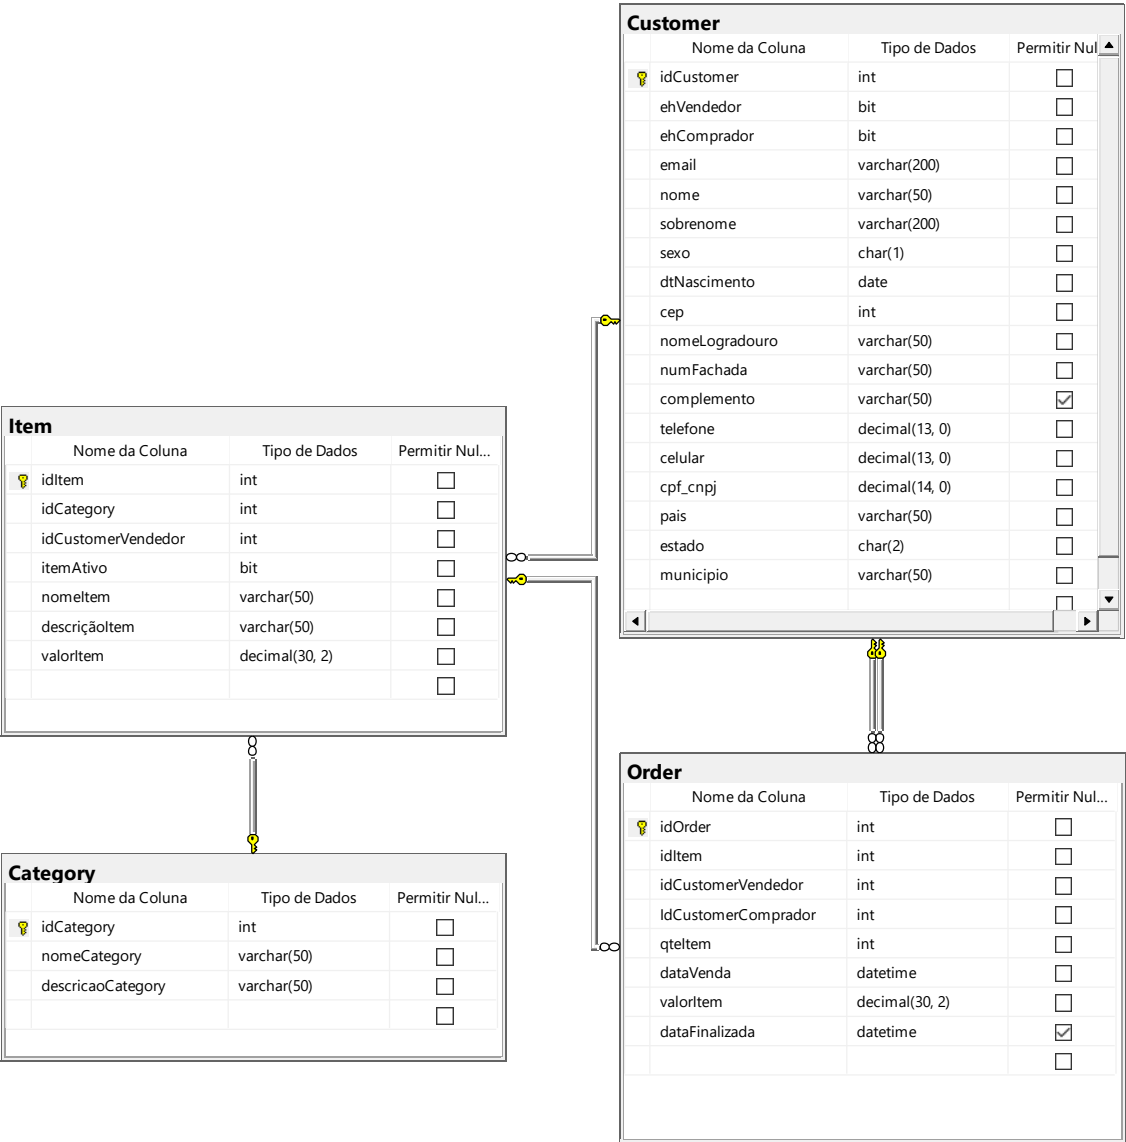 Customer
Nome da Coluna Tipo de Dados Permitir Nul
idCustomer int
ehVendedor bit
ehComprador bit
email varchar(200)
nome varchar(50)
sobrenome varchar(200)
sexo char(1)
dtNascimento date
cep int
nomeLogradouro varchar(50)
numFachada varchar(50)
complemento varchar(50)
telefone decimal(13, 0)
celular decimal(13, 0)
cpf_cnpj decimal(14, 0)
pais varchar(50)
estado char(2)
municipio varchar(50)
Item
Nome da Coluna Tipo de Dados Permitir Nul...
idItem int
idCategory int
idCustomerVendedor int
itemAtivo bit
nomeItem varchar(50)
descriçãoItem varchar(50)
valorItem decimal(30, 2)
Category
Nome da Coluna Tipo de Dados Permitir Nul...
idCategory int
nomeCategory varchar(50)
descricaoCategory varchar(50)
Order
Nome da Coluna Tipo de Dados Permitir Nul...
idOrder int
idItem int
idCustomerVendedor int
IdCustomerComprador int
qteItem int
dataVenda datetime
valorItem decimal(30, 2)
dataFinalizada datetime